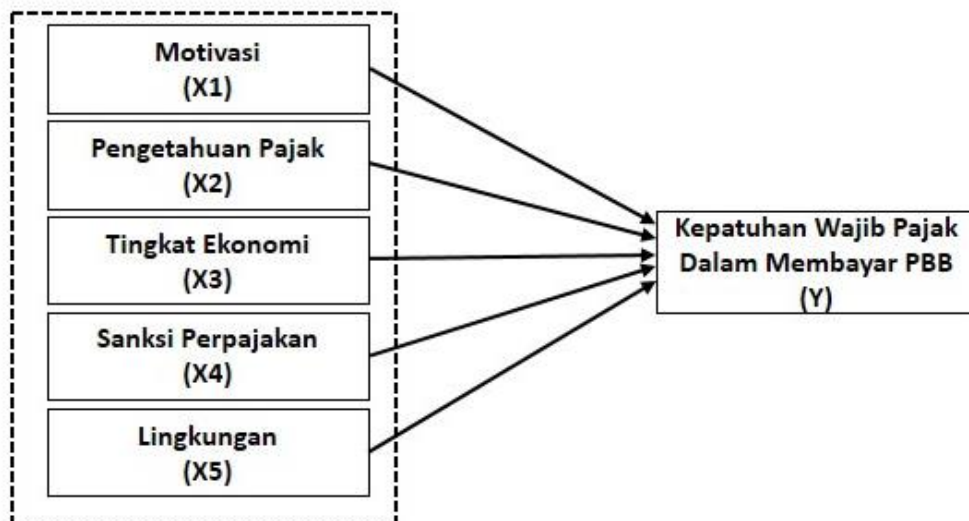 Motivasi
(X1)
Pengetahuan Pajak
(X2)
Tingkat Ekonomi
(X3)
Sanksi Perpajakan
(X4)
Lingkungan
(X5)
Kepatuhan Wajib Pajak
Dalam Membayar PBB
(Y)